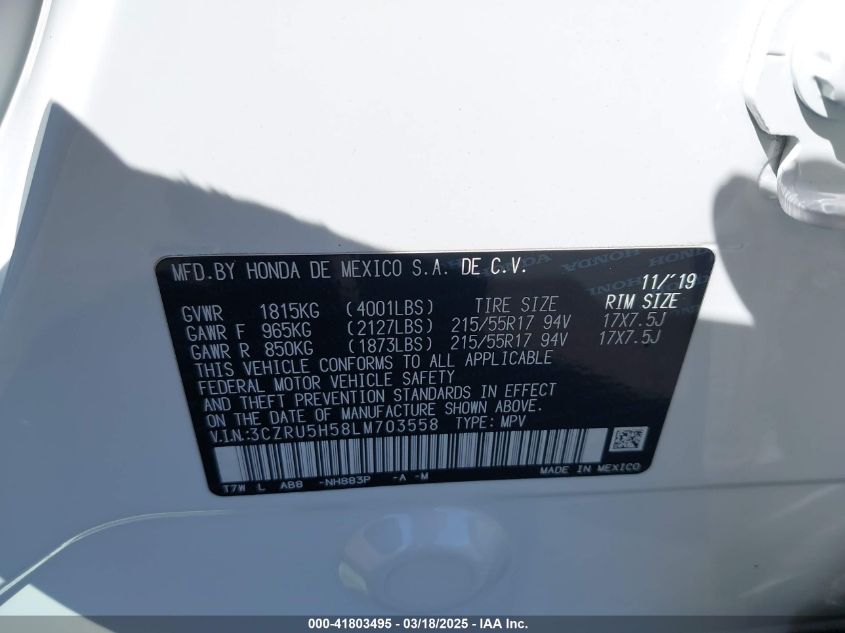 MFD.BY HONDA DE MEXICO S.A. DE C.V.
11/'19
GVWR 1815KG (4001LBS) TIRE SIZE RIM SIZE
GAWR F 965KG (2127LBS) 215/55R17 94V 17X7.5J
GAWR R 850KG (1873LBS) 215/55R17 94V 17X7.5J
THIS VEHICLE CONFORMS TO ALL APPLICABLE
FEDERAL MOTOR VEHICLE SAFETY
AND THEFT PREVENTION STANDARDS IN EFFECT
ON THE DATE OF MANUFACTURE SHOWN ABOVE.
V.I.N.:3CZRU5H58LM703558 TYPE: MPV
T7W L AB8 -NH883P -A -M MADE IN MEXICO
000-41803495 - 03/18/2025 - IAA Inc.